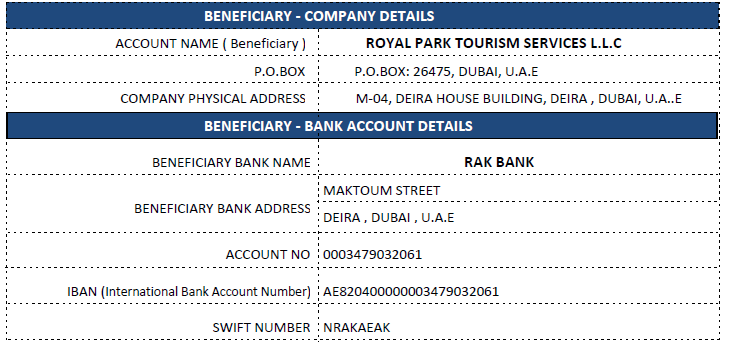 BENEFICIARY - COMPANY DETAILS
ACCOUNT NAME ( Beneficiary ) ROYAL PARK TOURISM SERVICES L.L.C
P.O.BOX P.O.BOX: 26475, DUBAI, U.A.E
COMPANY PHYSICAL ADDRESS M-04, DEIRA HOUSE BUILDING, DEIRA , DUBAI, U.A..E
BENEFICIARY - BANK ACCOUNT DETAILS
BENEFICIARY BANK NAME RAK BANK
BENEFICIARY BANK ADDRESS MAKTOUM STREET
DEIRA , DUBAI , U.A.E
ACCOUNT NO 0003479032061
IBAN (International Bank Account Number) AE820400000003479032061
SWIFT NUMBER NRAKAEAK